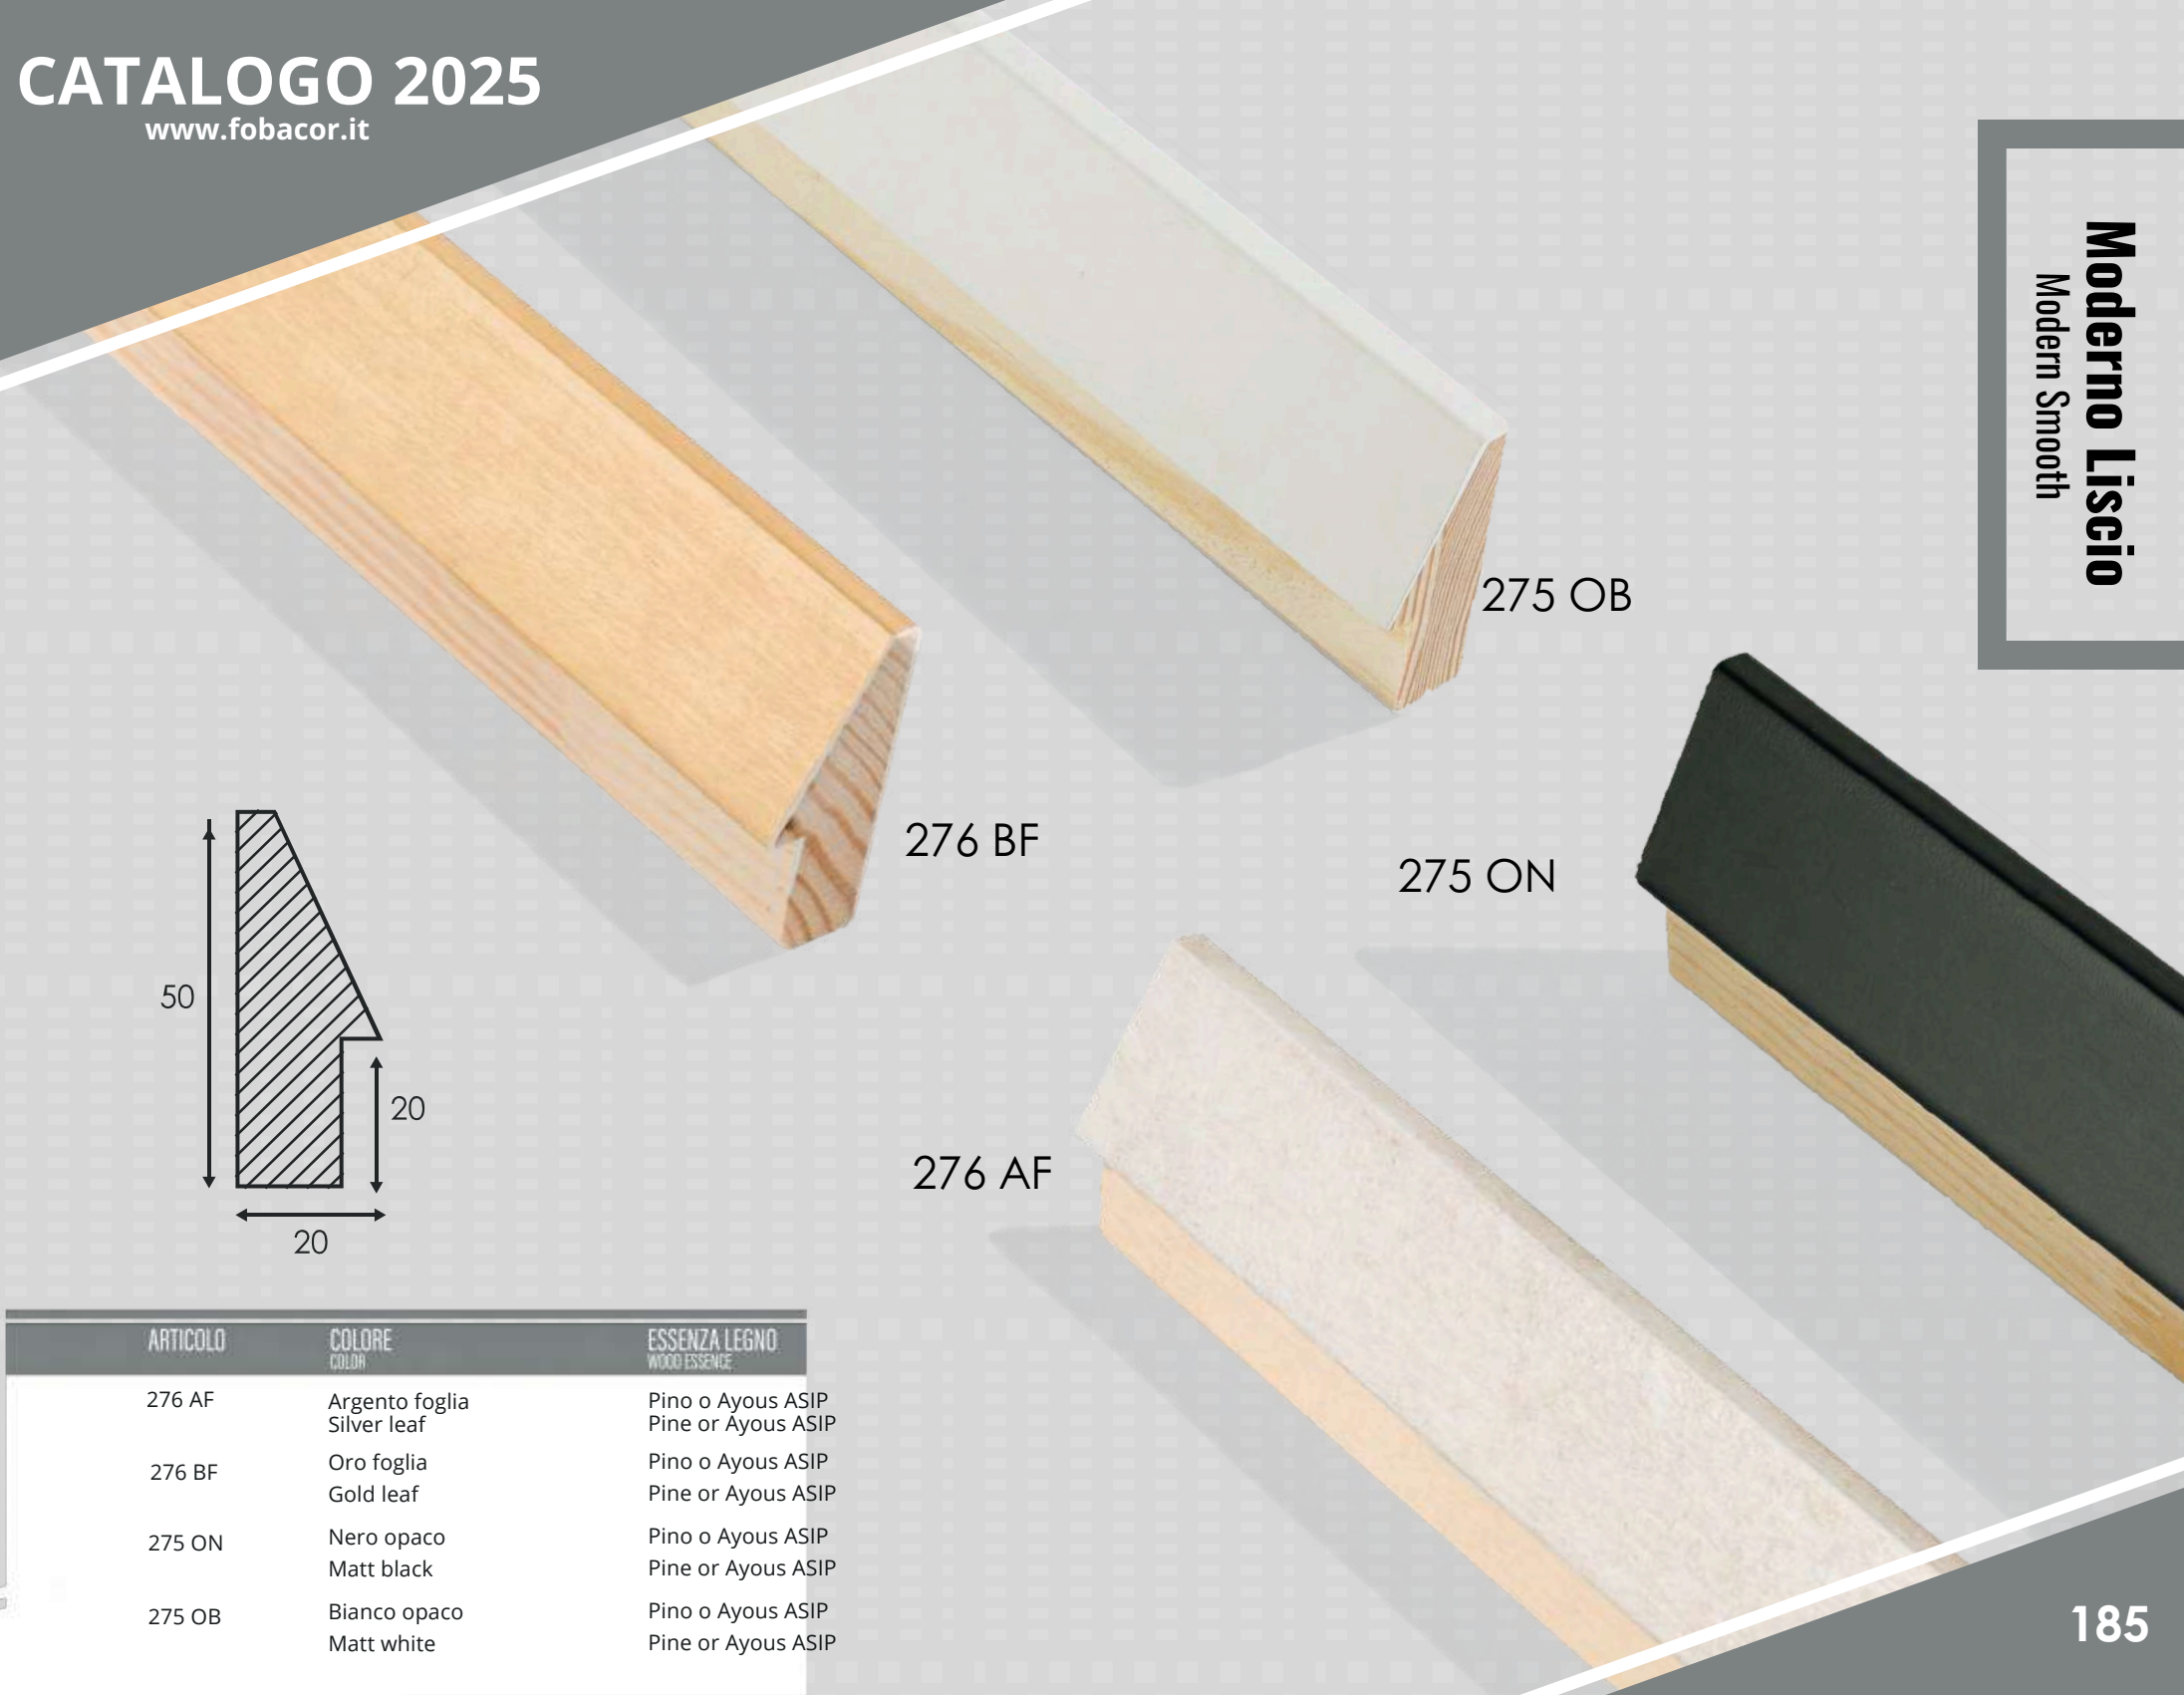 CATALOGO 2025
www.fobacor.it
Moderno Liscio
Modern Smooth
275 OB
276 BF
275 ON
276 AF
50
20
20
ARTICOLO COLORE ESSENZA LEGNO
COLOR WOOD ESSENCE
276 AF Argento foglia Pino o Ayous ASIP
Silver leaf Pine or Ayous ASIP
276 BF Oro foglia Pino o Ayous ASIP
Gold leaf Pine or Ayous ASIP
275 ON Nero opaco Pino o Ayous ASIP
Matt black Pine or Ayous ASIP
275 OB Bianco opaco Pino o Ayous ASIP
Matt white Pine or Ayous ASIP
185